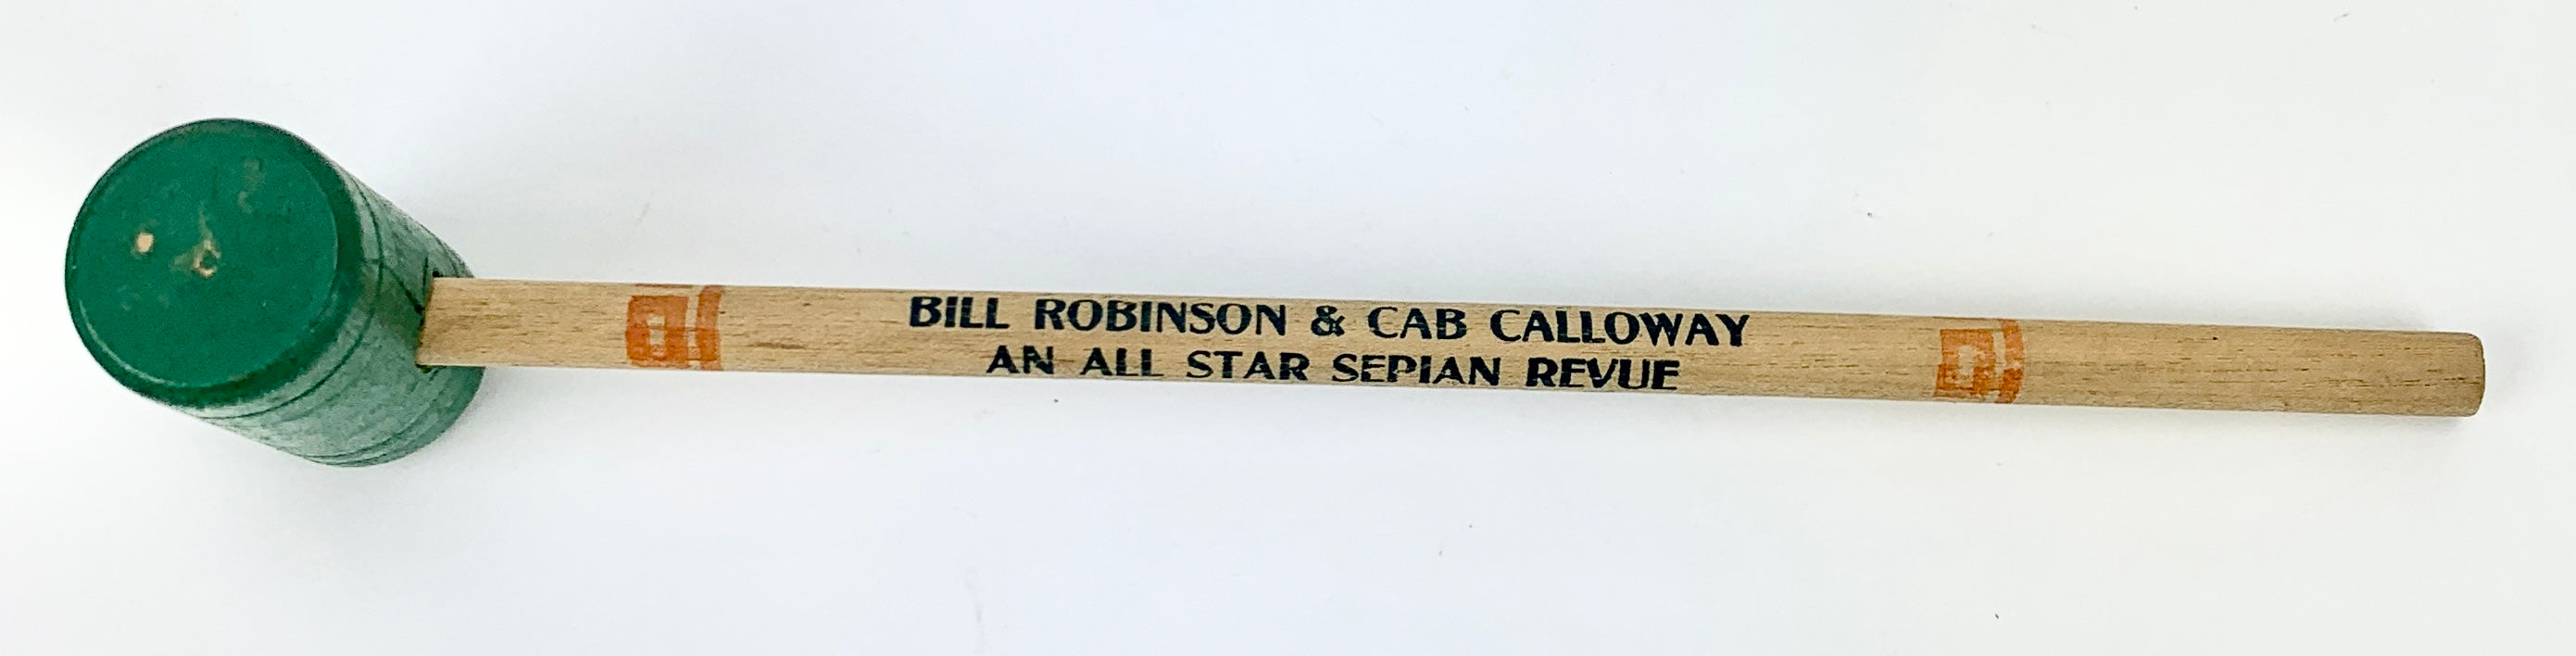 BILL ROBINSON & CAB CALLOWAY
AN ALL STAR SEPIAN REVUE